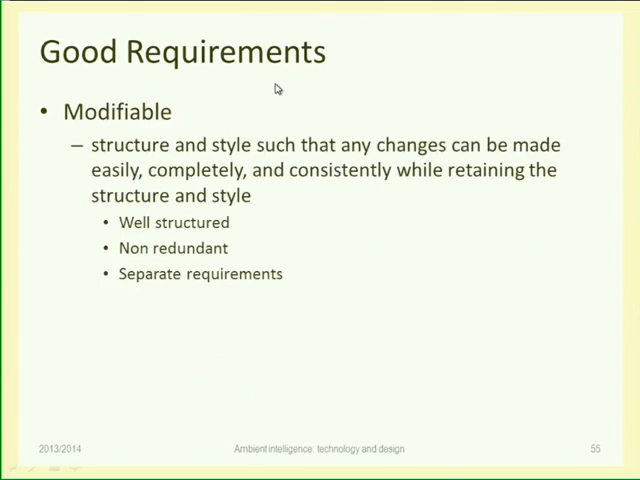 Good Requirements
• Modifiable
– structure and style such that any changes can be made
easily, completely, and consistently while retaining the
structure and style
• Well structured
• Non redundant
• Separate requirements
2013/2014
Ambient intelligence: technology and design
55